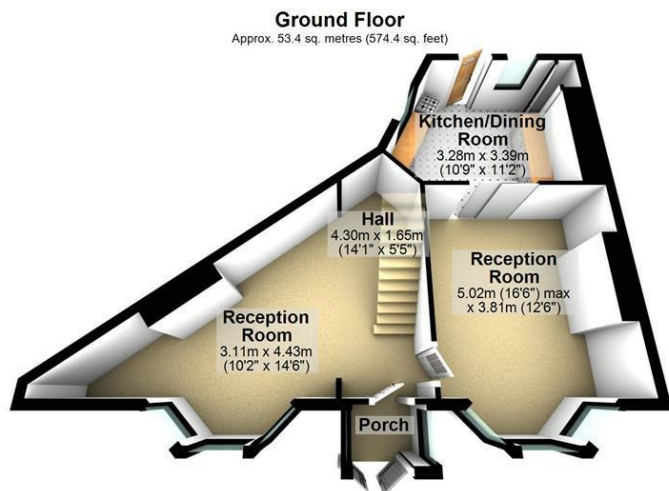 Ground Floor
Approx. 53.4 sq. metres (574.4 sq. feet)
Kitchen/Dining
Room
3.28m x 3.39m
(10'9" x 11'2")
Hall
4.30m x 1.65m
(14'1" x 5'5")
Reception
Room
5.02m (16'6") max
x 3.81m (12'6")
Reception
Room
3.11m x 4.43m
(10'2" x 14'6")
Porch